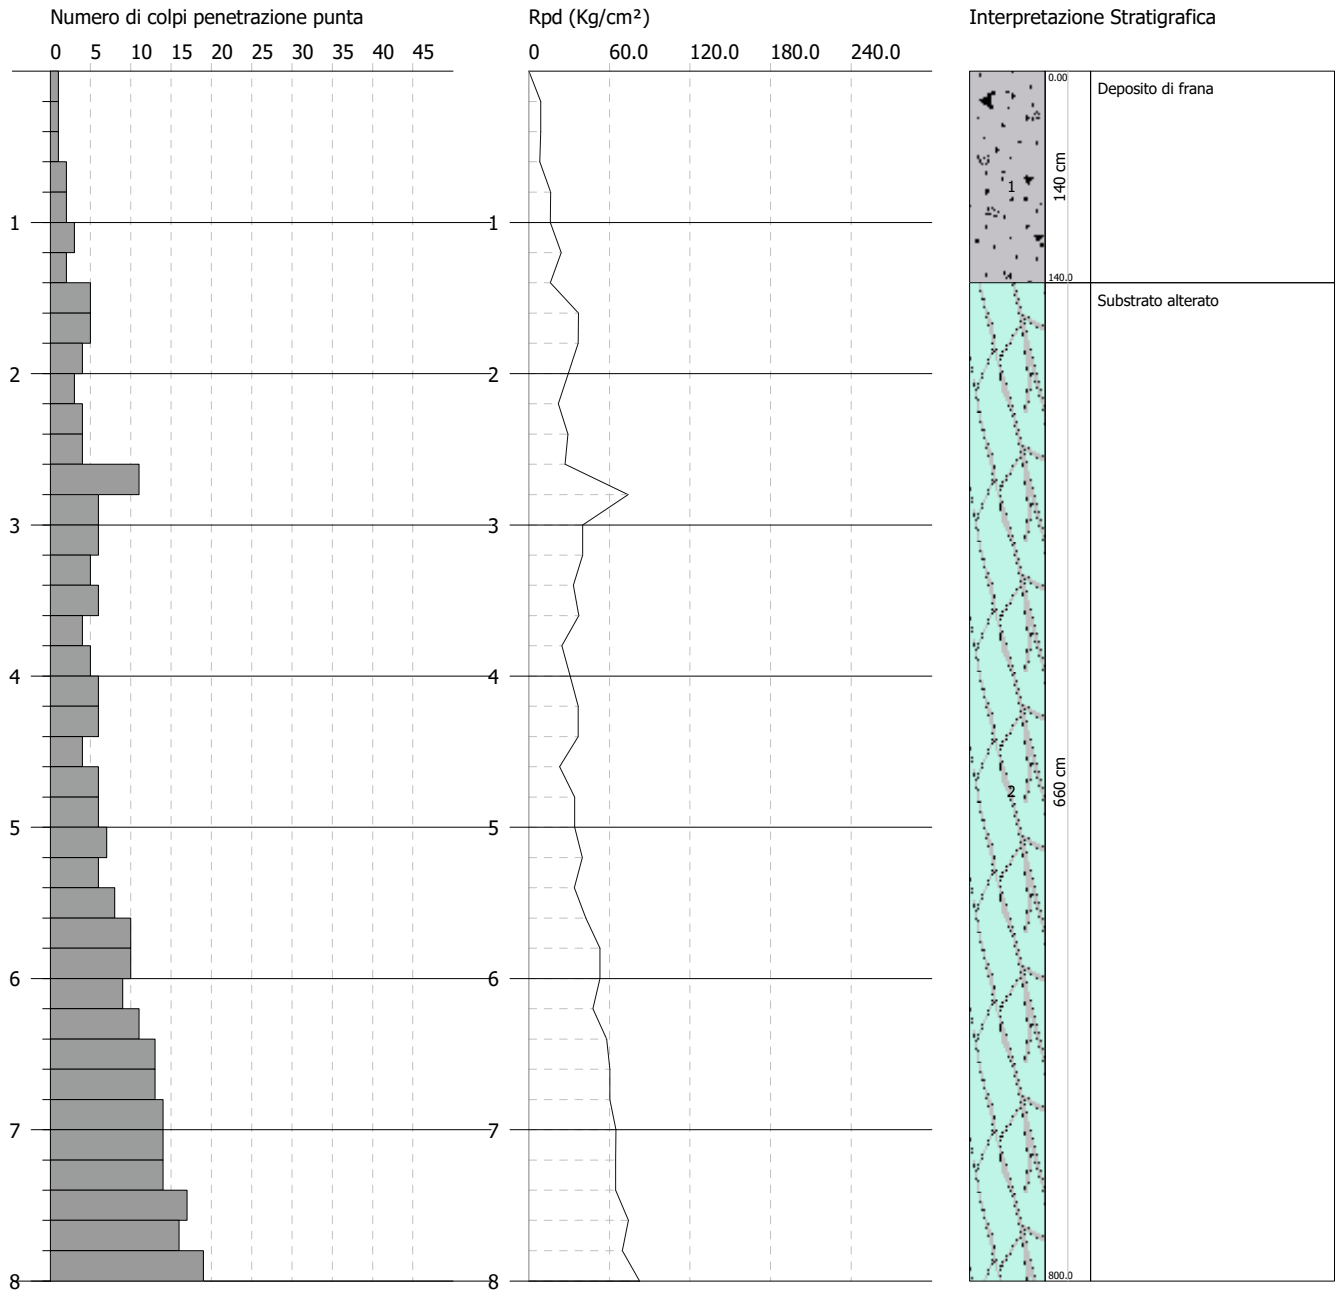 Numero di colpi penetrazione punta
Rpd (Kg/cm²)
Interpretazione Stratigrafica
0 5 10 15 20 25 30 35 40 45
0 60.0 120.0 180.0 240.0
0.00
Deposito di frana
140 cm
1
1
1
140.0
Substrato alterato
2
2
3
3
4
4
660 cm
2
5
5
6
6
7
7
800.0
8
8